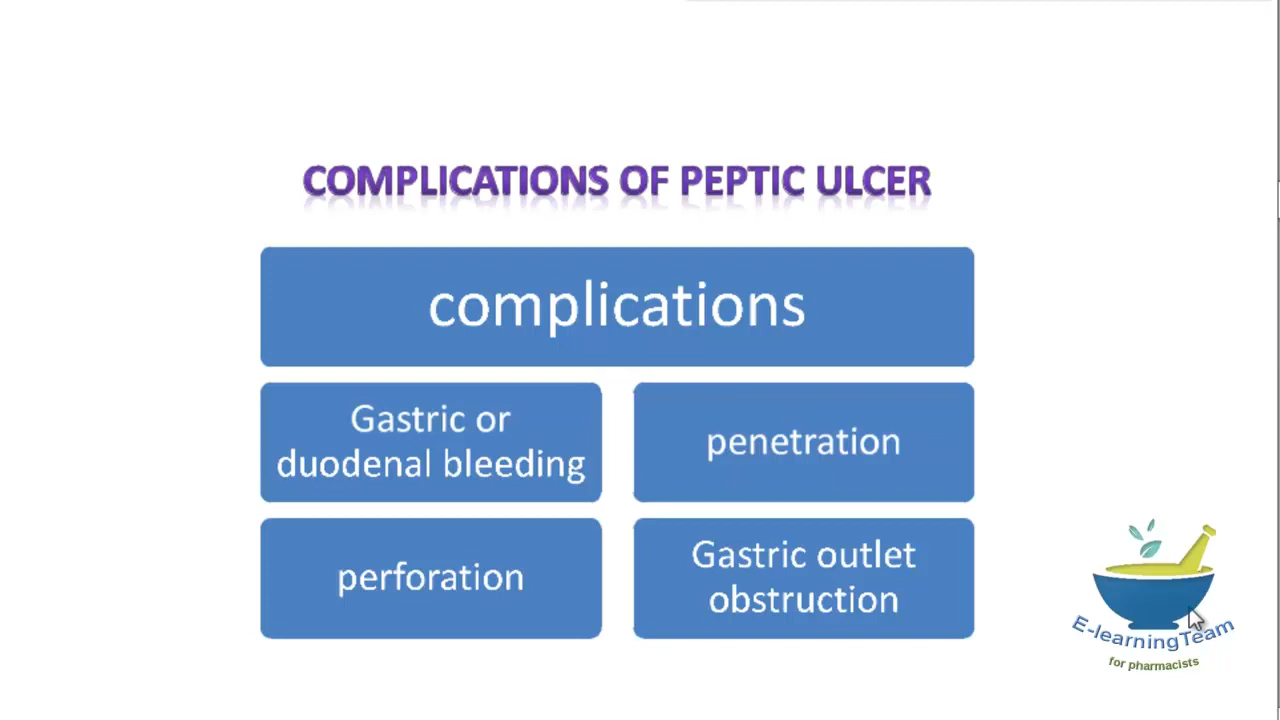 COMPLICATIONS OF PEPTIC ULCER
complications
Gastric or
duodenal bleeding
penetration
perforation
Gastric outlet
obstruction
E-learningTeam
for pharmacists